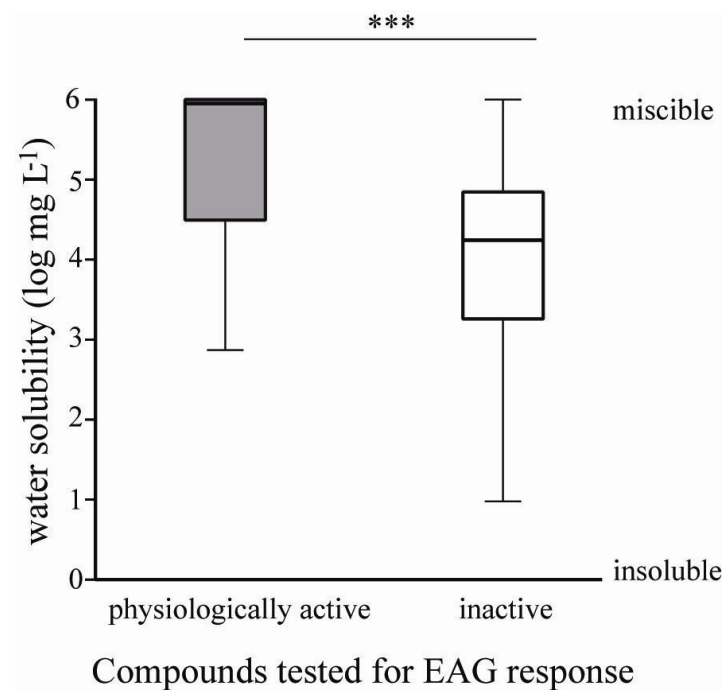 ***
water solubility (log mg L-1)
6
5
4
3
2
1
0
miscible
insoluble
physiologically active
inactive
Compounds tested for EAG response